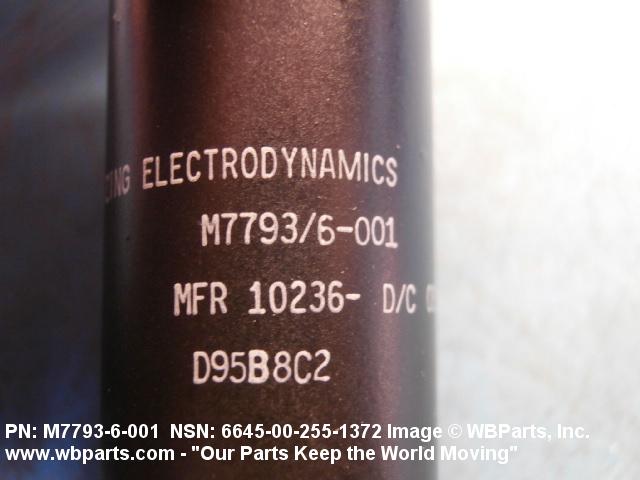 ELECTRODYNAMICS
M7793/6-001
MFR 10236- D/C
D95B8C2
PN: M7793-6-001 NSN: 6645-00-255-1372 Image © WBParts, Inc.
www.wbparts.com - "Our Parts Keep the World Moving"